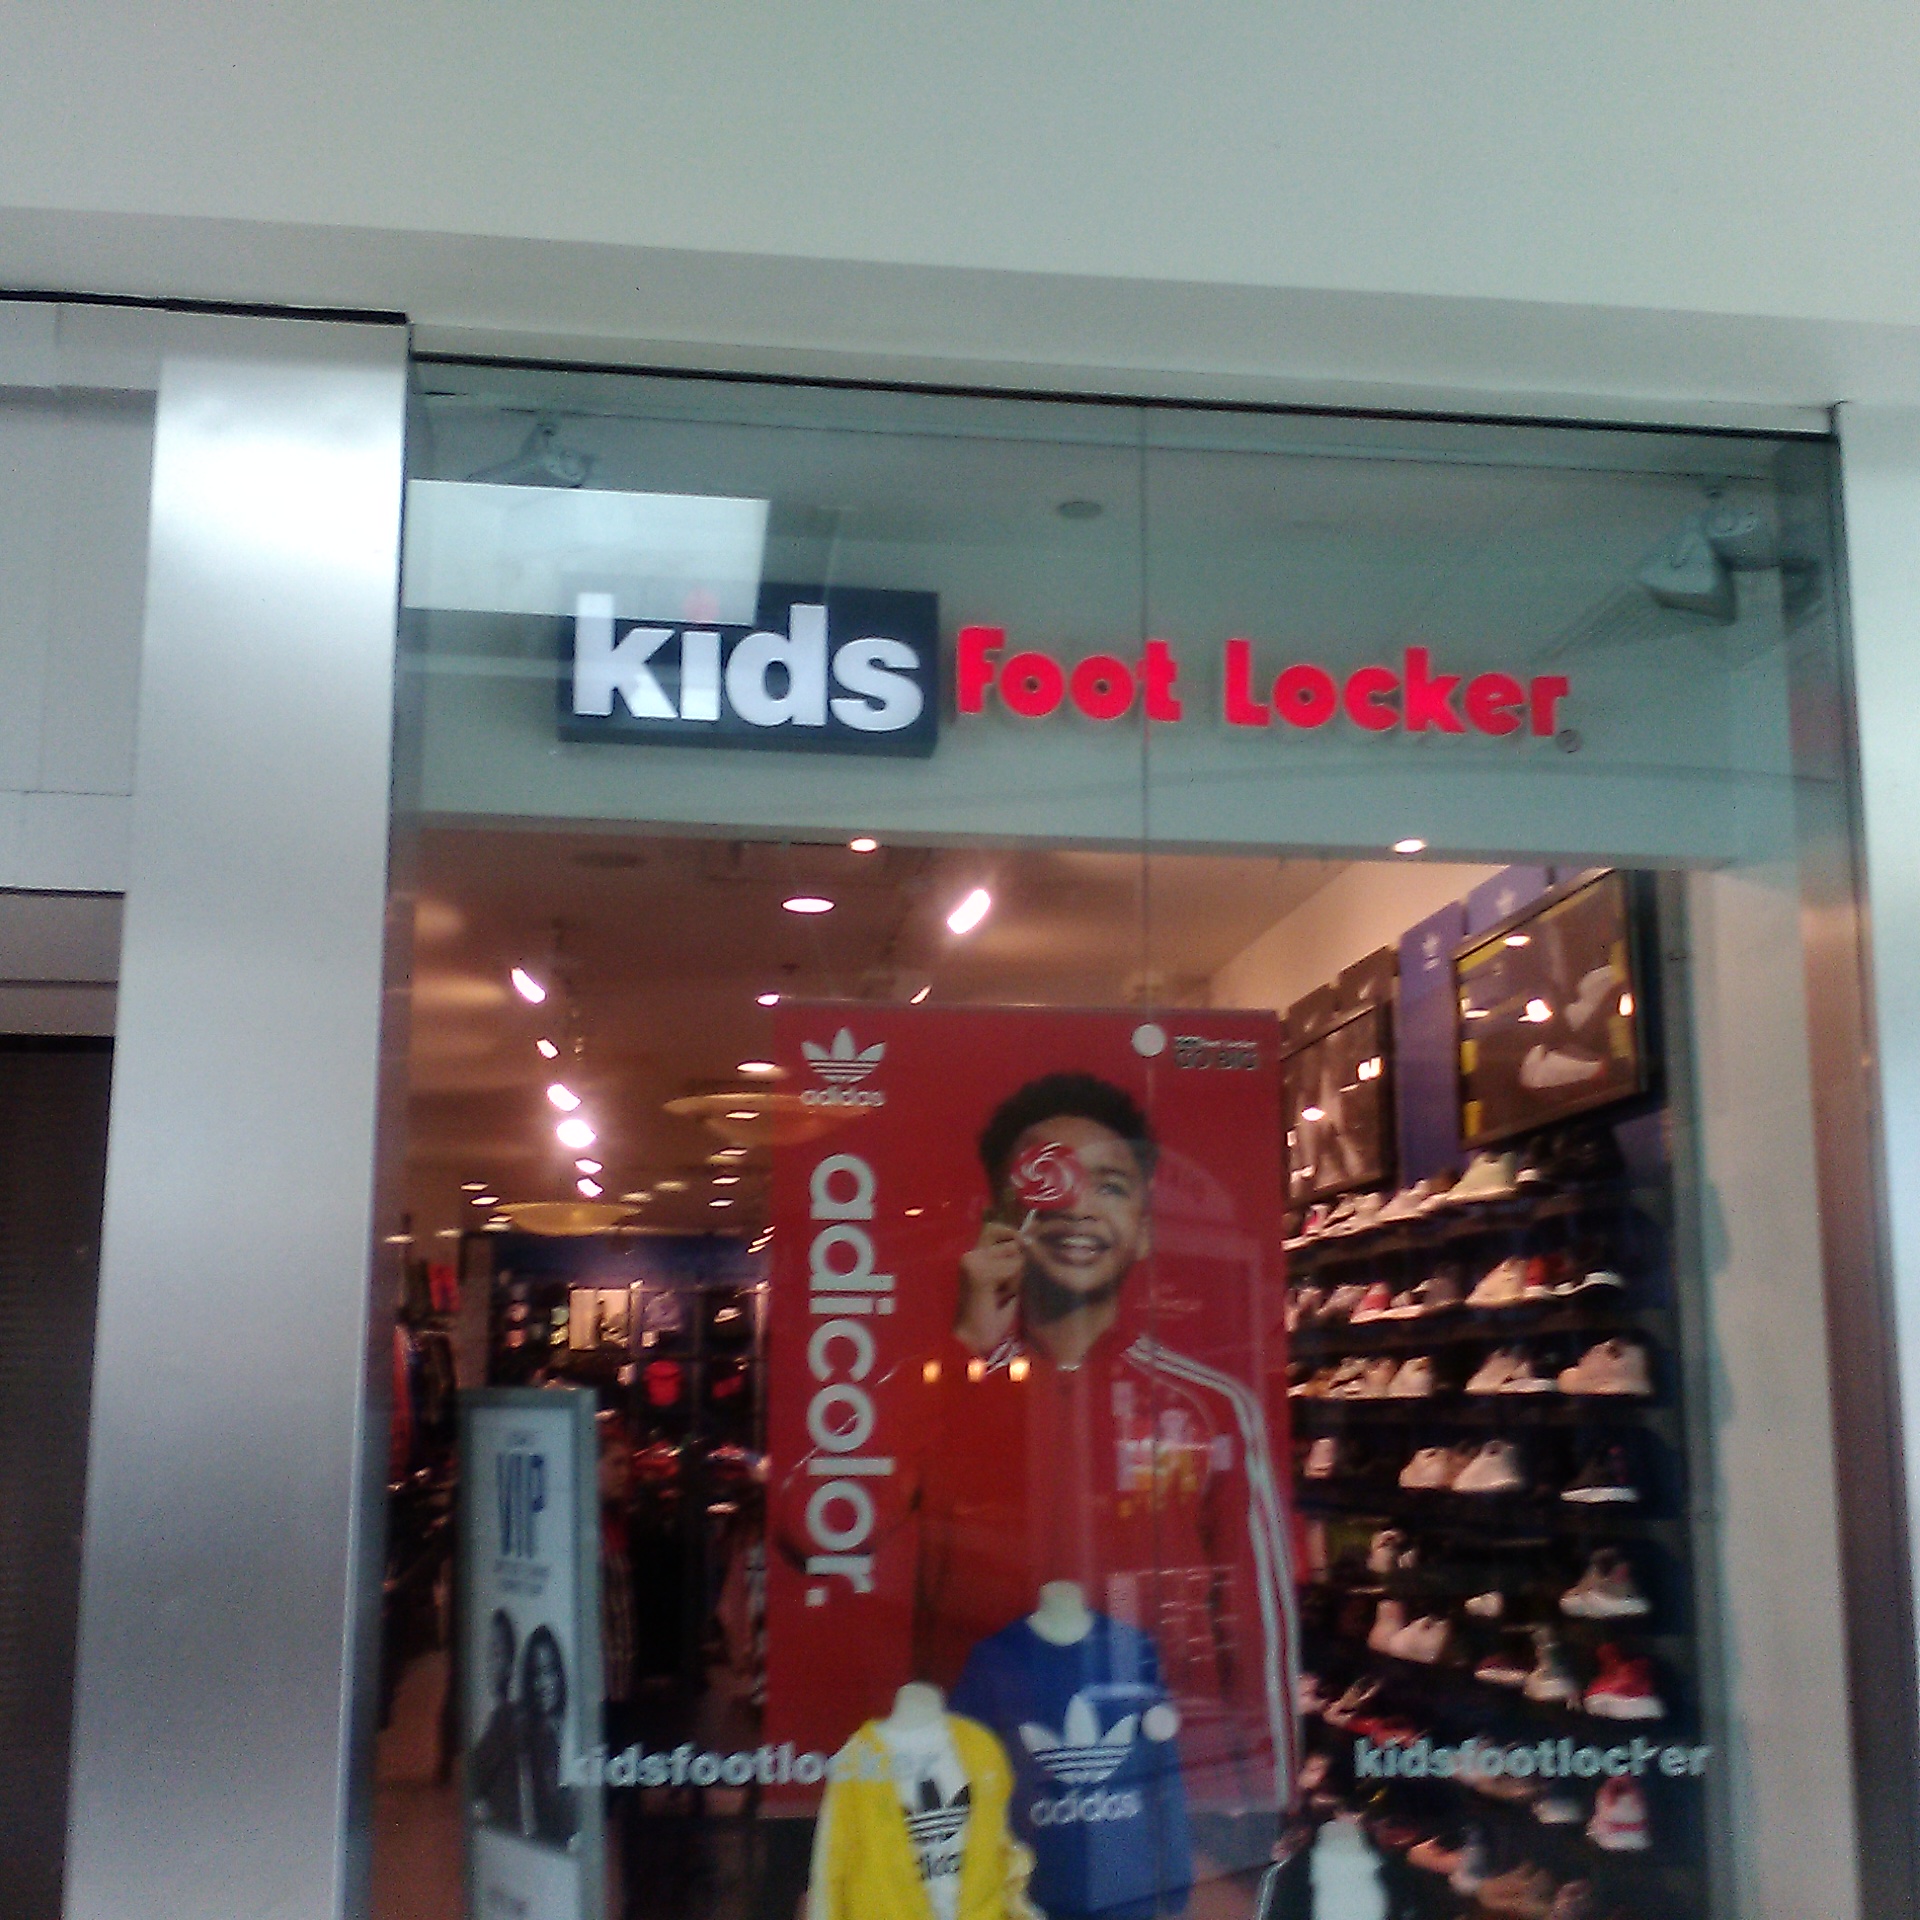 kids Foot Locker®
adidas
adicolor.
VIP
adidas
kidsfootlocker
kidsfootlocker